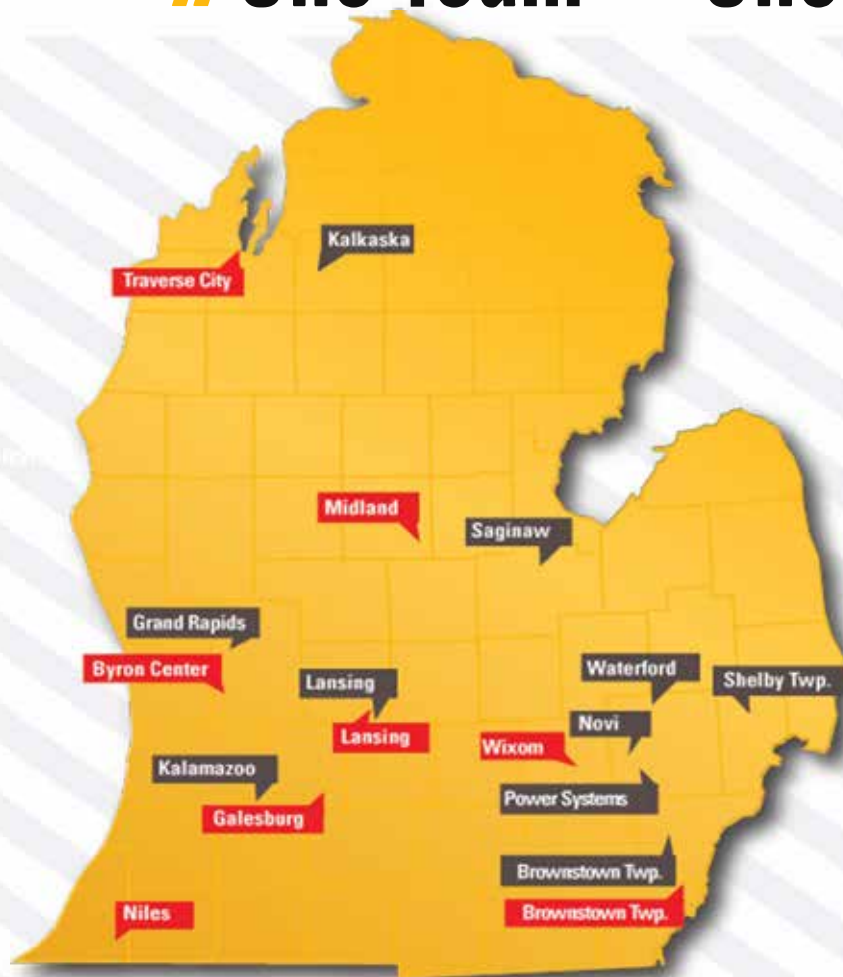 Kalkaska
Traverse City
Midland
Saginaw
Grand Rapids
Byron Center
Waterford
Lansing
Shelby Twp.
Novi
Lansing
Wixom
Kalamazoo
Power Systems
Galesburg
Brownstown Twp.
Niles
Brownstown Twp.